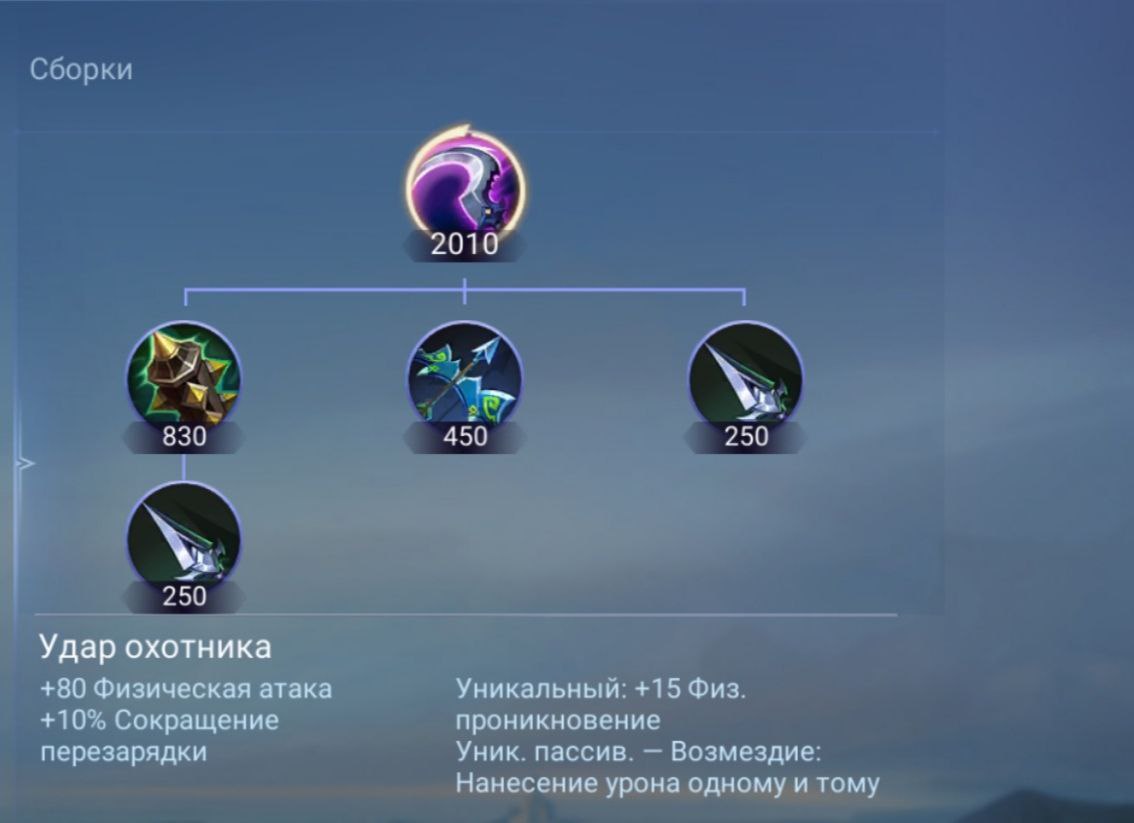 Сборки
2010
830
450
250
250
Удар охотника
+80 Физическая атака
+10% Сокращение
перезарядки
Уникальный: +15 Физ.
проникновение
Уник. пассив. — Возмездие:
Нанесение урона одному и тому